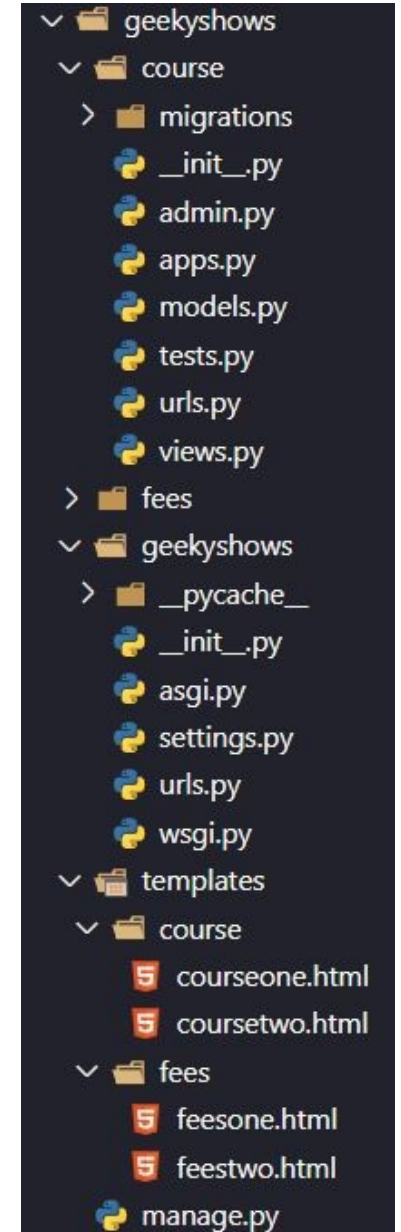 geekyshows
course
migrations
__init__.py
admin.py
apps.py
models.py
tests.py
urls.py
views.py
fees
geekyshows
__pycache__
__init__.py
asgi.py
settings.py
urls.py
wsgi.py
templates
course
courseone.html
coursetwo.html
fees
feesone.html
feestwo.html
manage.py